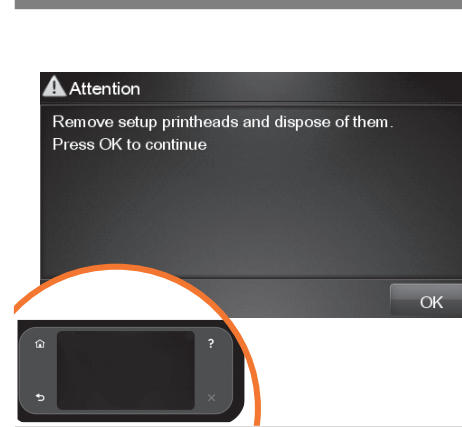 Attention
Remove setup printheads and dispose of them.
Press OK to continue
OK
?